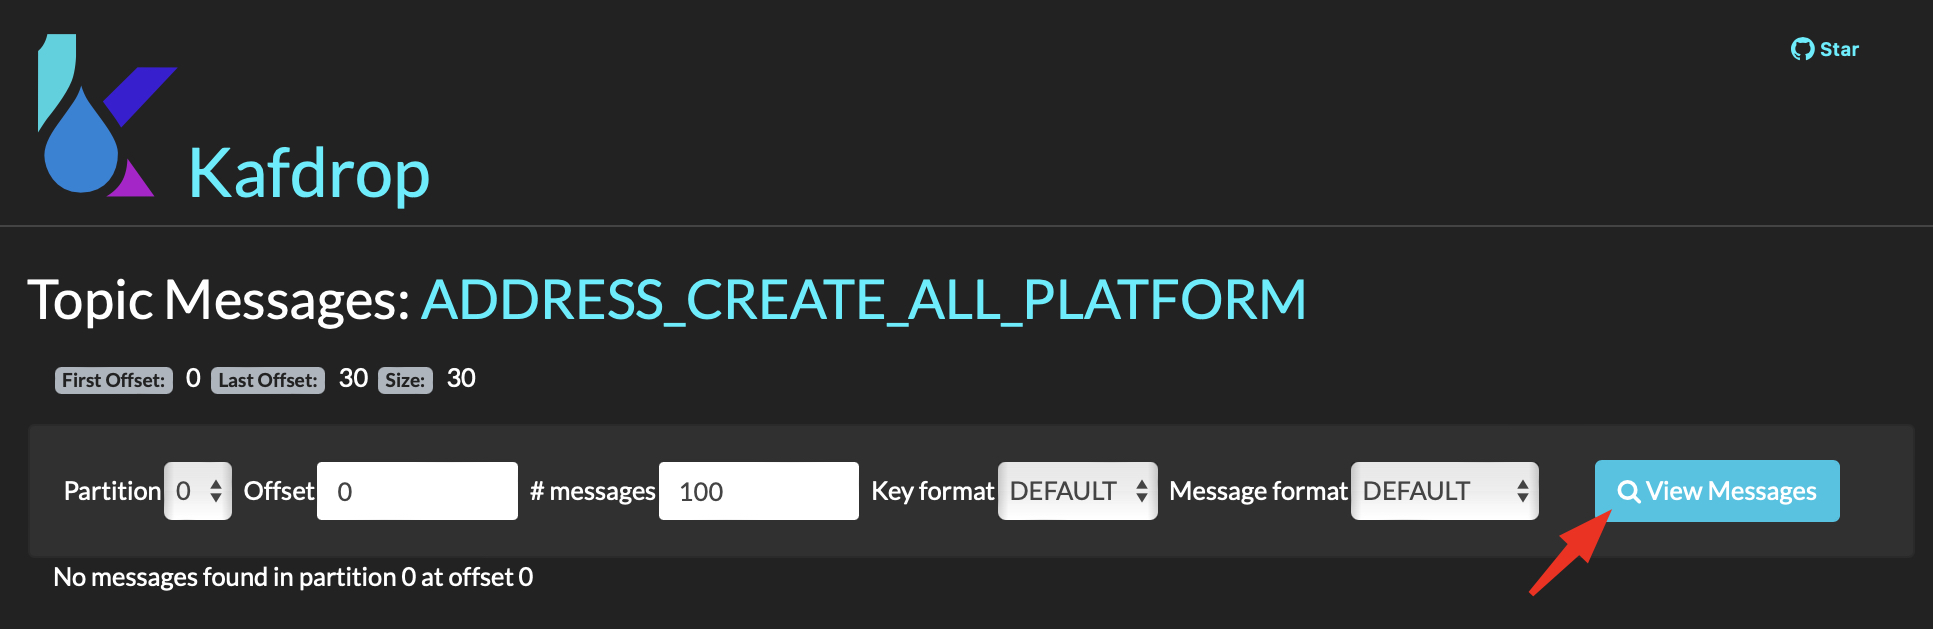 Star
Kafdrop
Topic Messages: ADDRESS_CREATE_ALL_PLATFORM
First Offset: 0 Last Offset: 30 Size: 30
Partition 0 Offset 0 # messages 100 Key format DEFAULT Message format DEFAULT View Messages
No messages found in partition 0 at offset 0